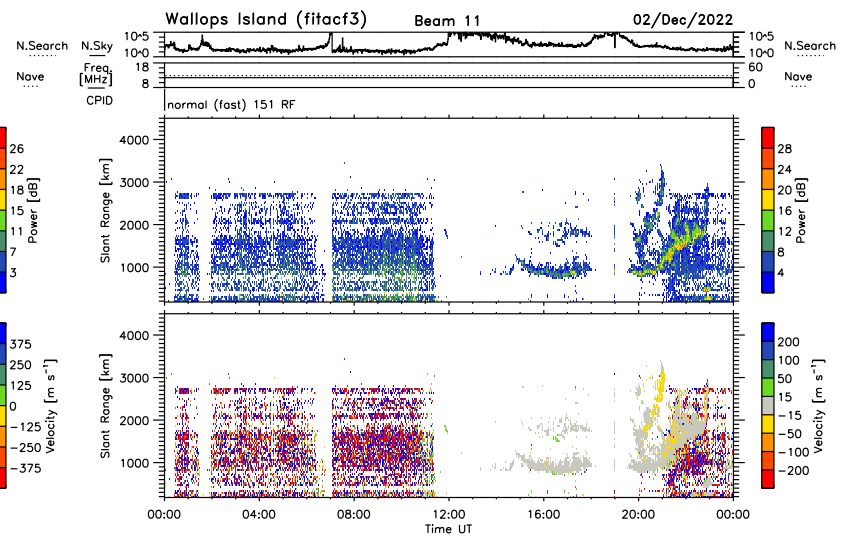 Wallops Island (fitacf3) Beam 11 02/Dec/2022
N.Search N.Sky 10^5 10^0 10^5 10^0 N.Search
Nave Freq. [MHz] 18 8 60 0 Nave
CPID normal (fast) 151 RF
Slant Range [km] 4000 3000 2000 1000
Power [dB] 26 22 18 15 11 7 3
Power [dB] 28 24 20 16 12 8 4
Slant Range [km] 4000 3000 2000 1000
Velocity [m s⁻¹] 375 250 125 0 −125 −250 −375
Velocity [m s⁻¹] 200 100 50 15 −15 −50 −100 −200
00:00 04:00 08:00 12:00 16:00 20:00 00:00
Time UT